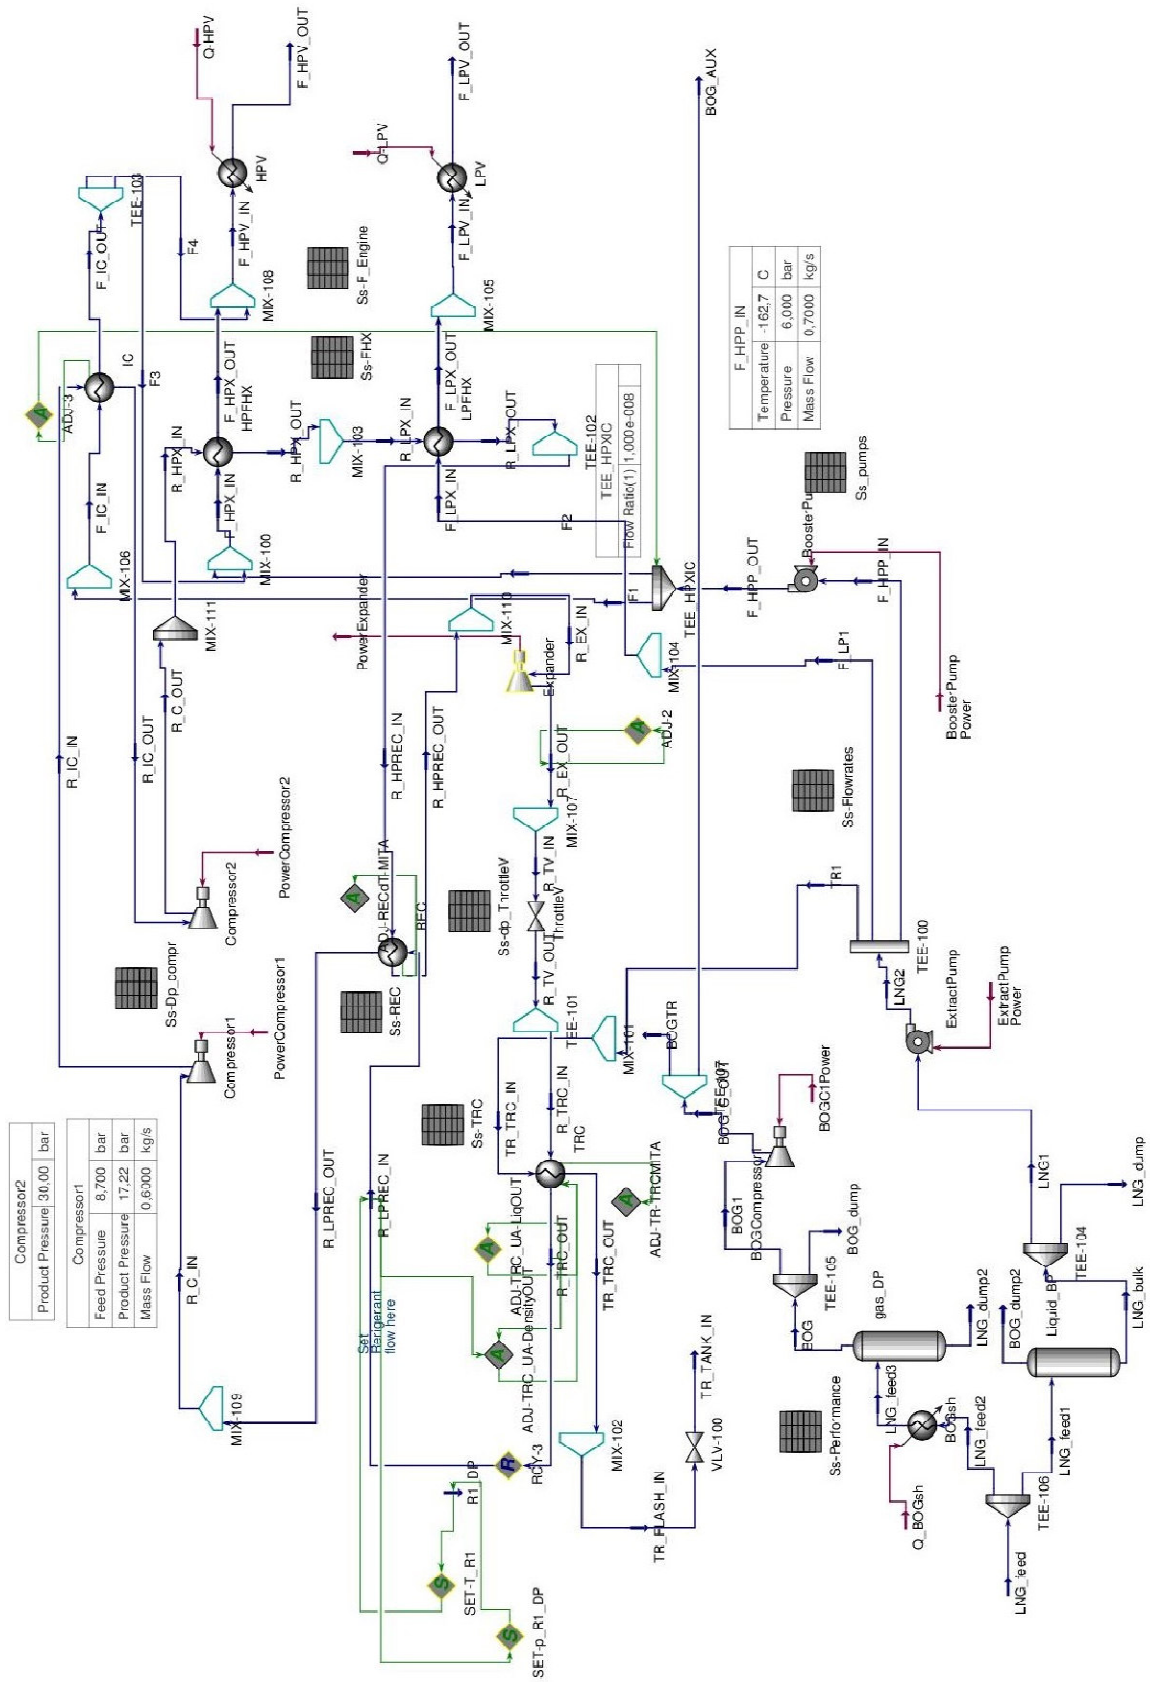 Q-HPV
F_HPV_OUT
HPV
F_HPV_IN
MIX-108
F_HPX_OUT
HPFHX
F_HPX_IN
MIX-100
TEE-103
F4
F_IC_OUT
IC
F3
ADJ-3
F_IC_IN
MIX-106
R_HPX_IN
MIX-111
R_C_OUT
R_IC_IN
R_IC_OUT
F_LPV_OUT
Q-LPV
LPV
F_LPV_IN
MIX-105
F_LPX_OUT
LPFHX
Ss-F_Engine
Ss-FHX
R_HPX_OUT
MIX-103
R_LPX_IN
R_LPX_OUT
TEE-102
F_LPX_IN
F2
BOG_AUX
TEE_HPXIC
Flow Ratio(1) 1,000e-008
F_HPP_IN
Temperature -162,7 C
Pressure 6,000 bar
Mass Flow 0,7000 kg/s
Ss_pumps
F_HPP_OUT
F_HPP_IN
F1
TEE_HPXIC
MIX-104
F_LP1
BoosterPump
Power
PowerExpander
MIX-110
R_EX_IN
Expander
R_HPREC_IN
R_HPREC_OUT
R_EX_OUT
ADJ-2
MIX-107
R_TV_IN
ThrottleV
Ss-dp_ThrottleV
R_TV_OUT
TEE-101
Ss-Flowrates
TR1
TEE-100
LNG2
ExtractPump
ExtractPump
Power
PowerCompressor2
Compressor2
Ss-Dp_compr
PowerCompressor1
Compressor1
ADJ-RECdT-MITA
REC
Ss-REC
Compressor2
Product Pressure 30,00 bar
Compressor1
Feed Pressure 8,700 bar
Product Pressure 17,22 bar
Mass Flow 0,6000 kg/s
R_C_IN
MIX-109
R_LPREC_OUT
R_LPREC_IN
Ss-TRC
TR_TRC_IN
R_TRC_IN
TRC
MIX-101
BOGTR
BOGC1Power
BOG1
BOG_dump
TEE-105
BOG
gas_DP
LNG_dump2
BOG_dump2
LNG1
LNG_dump
TEE-104
LNG_bulk
ADJ-TR-TRCMITA
ADJ-TRC_UA-LiqOUT
R_TRC_OUT
TR_TRC_OUT
ADJ-TRC_UA-DensityOUT
Set
Rerigerant
flow here
TR_TANK_IN
VLV-100
MIX-102
TR_FLASH_IN
RCY-3
R1_DP
SET-T_R1
SET-p_R1_DP
Ss-Performance
LNG_feed3
BOGsh
LNG_feed2
LNG_feed1
TEE-106
Q_BOGsh
LNG_feed